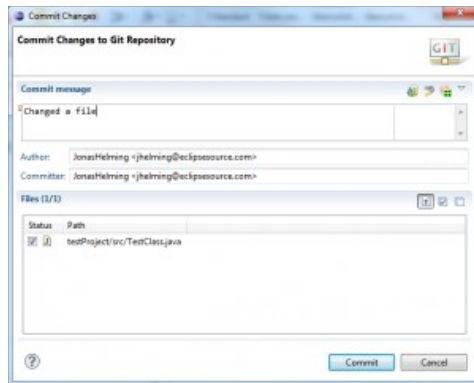 Commit Changes
Commit Changes to Git Repository
GIT
Commit message
Changed a file
Author: JonasHelming <jhelming@eclipsesource.com>
Committer: JonasHelming <jhelming@eclipsesource.com>
Files (1/1)
Status Path
testProject/src/TestClass.java
Commit Cancel